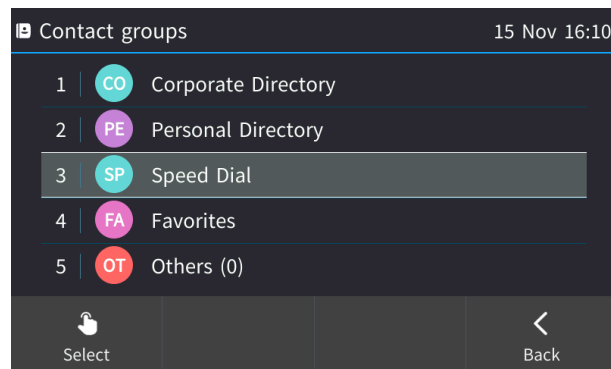 Contact groups 15 Nov 16:10
1 CO Corporate Directory
2 PE Personal Directory
3 SP Speed Dial
4 FA Favorites
5 OT Others (0)
Select Back